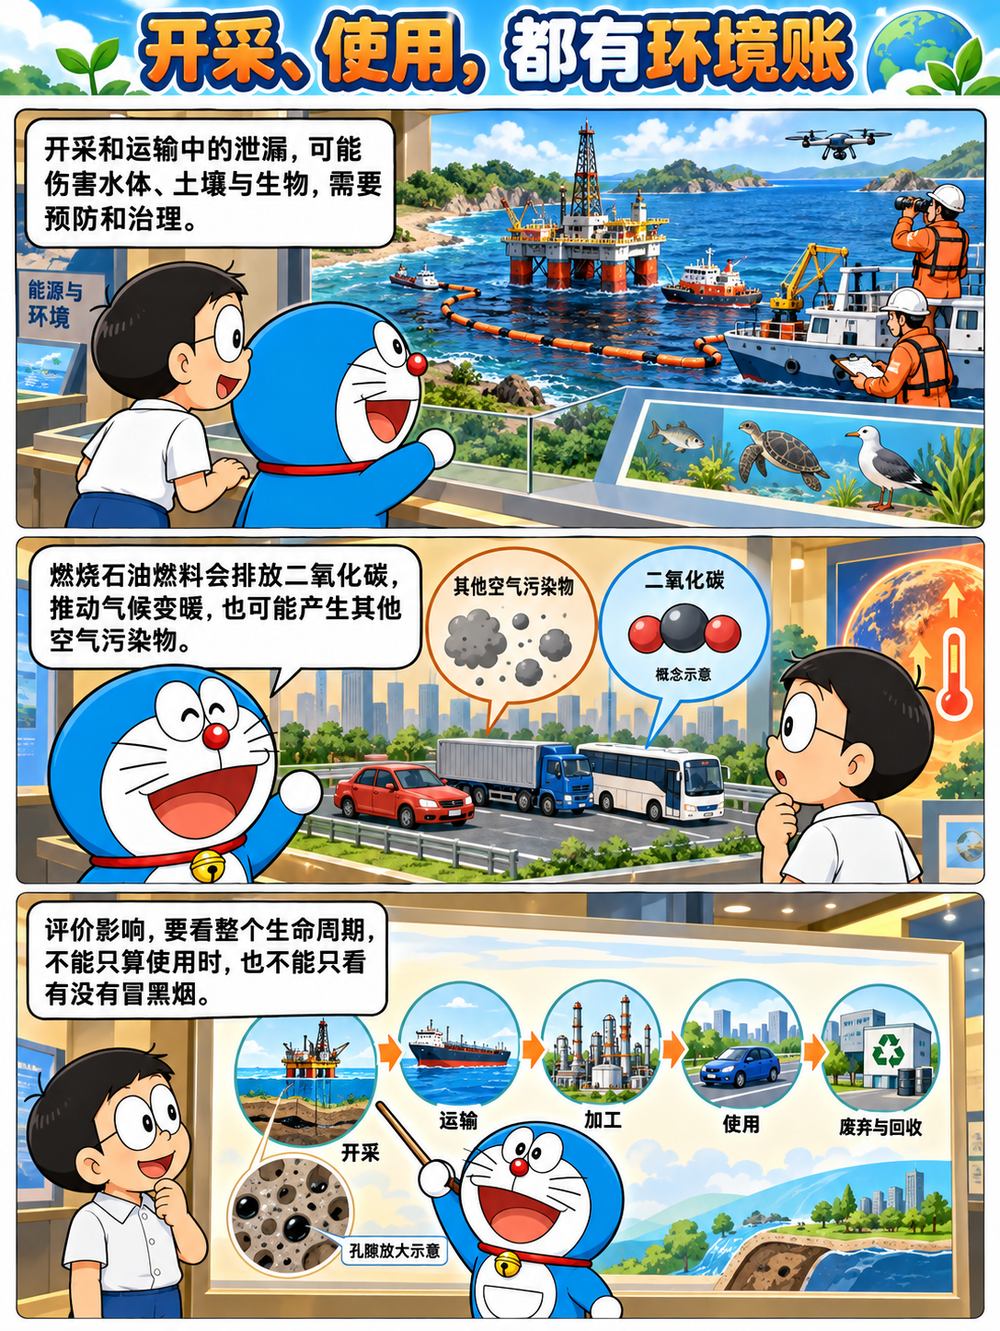 开采、使用，都有环境账
开采和运输中的泄漏，可能
伤害水体、土壤与生物，需要
预防和治理。
能源与
环境
燃烧石油燃料会排放二氧化碳，
推动气候变暖，也可能产生其他
空气污染物。
其他空气污染物
二氧化碳
概念示意
评价影响，要看整个生命周期，
不能只算使用时，也不能只看
有没有冒黑烟。
开采
运输
加工
使用
废弃与回收
孔隙放大示意